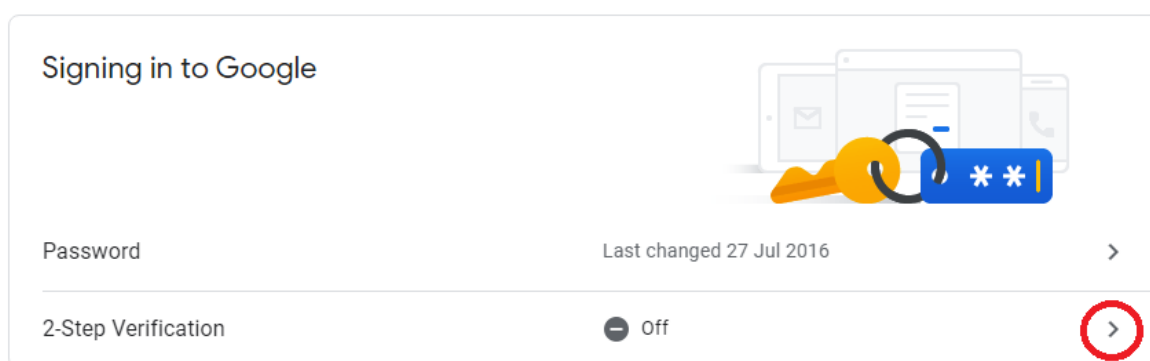 Signing in to Google
**
Password Last changed 27 Jul 2016
2-Step Verification Off